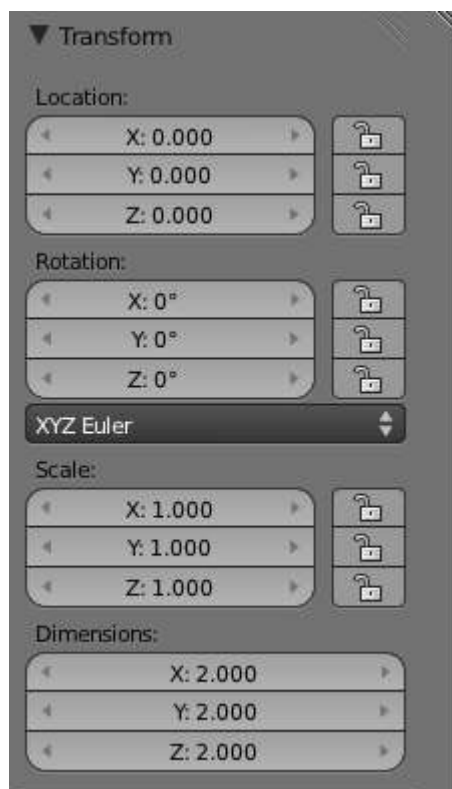 Transform
Location:
X: 0.000
Y: 0.000
Z: 0.000
Rotation:
X: 0°
Y: 0°
Z: 0°
XYZ Euler
Scale:
X: 1.000
Y: 1.000
Z: 1.000
Dimensions:
X: 2.000
Y: 2.000
Z: 2.000